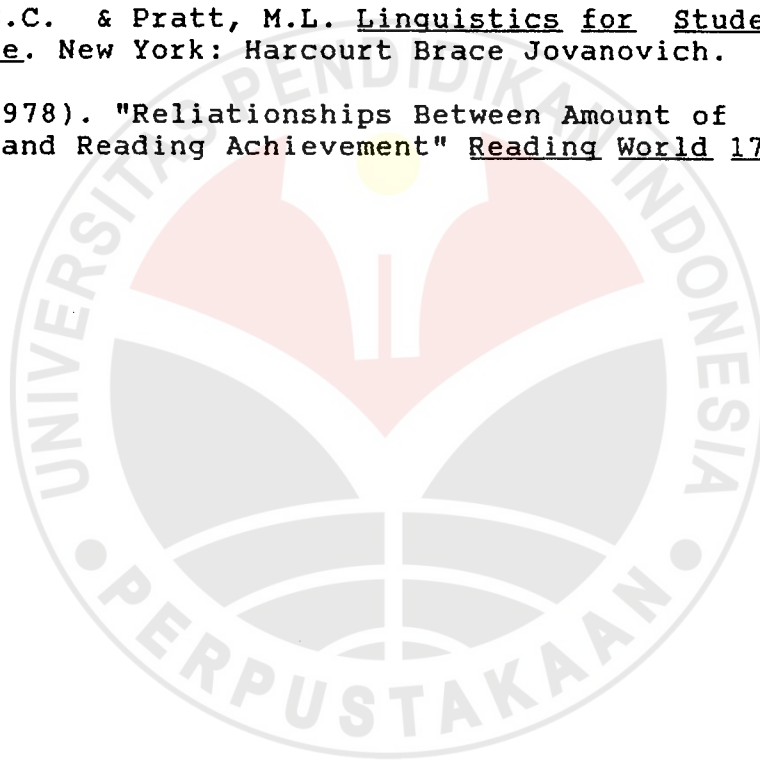 .C. & Pratt, M.L. Linguistics for Stude
e. New York: Harcourt Brace Jovanovich.
978). "Reliationships Between Amount of
and Reading Achievement" Reading World 17
UNIVERSITAS PENDIDIKAN INDONESIA
PERPUSTAKAAN